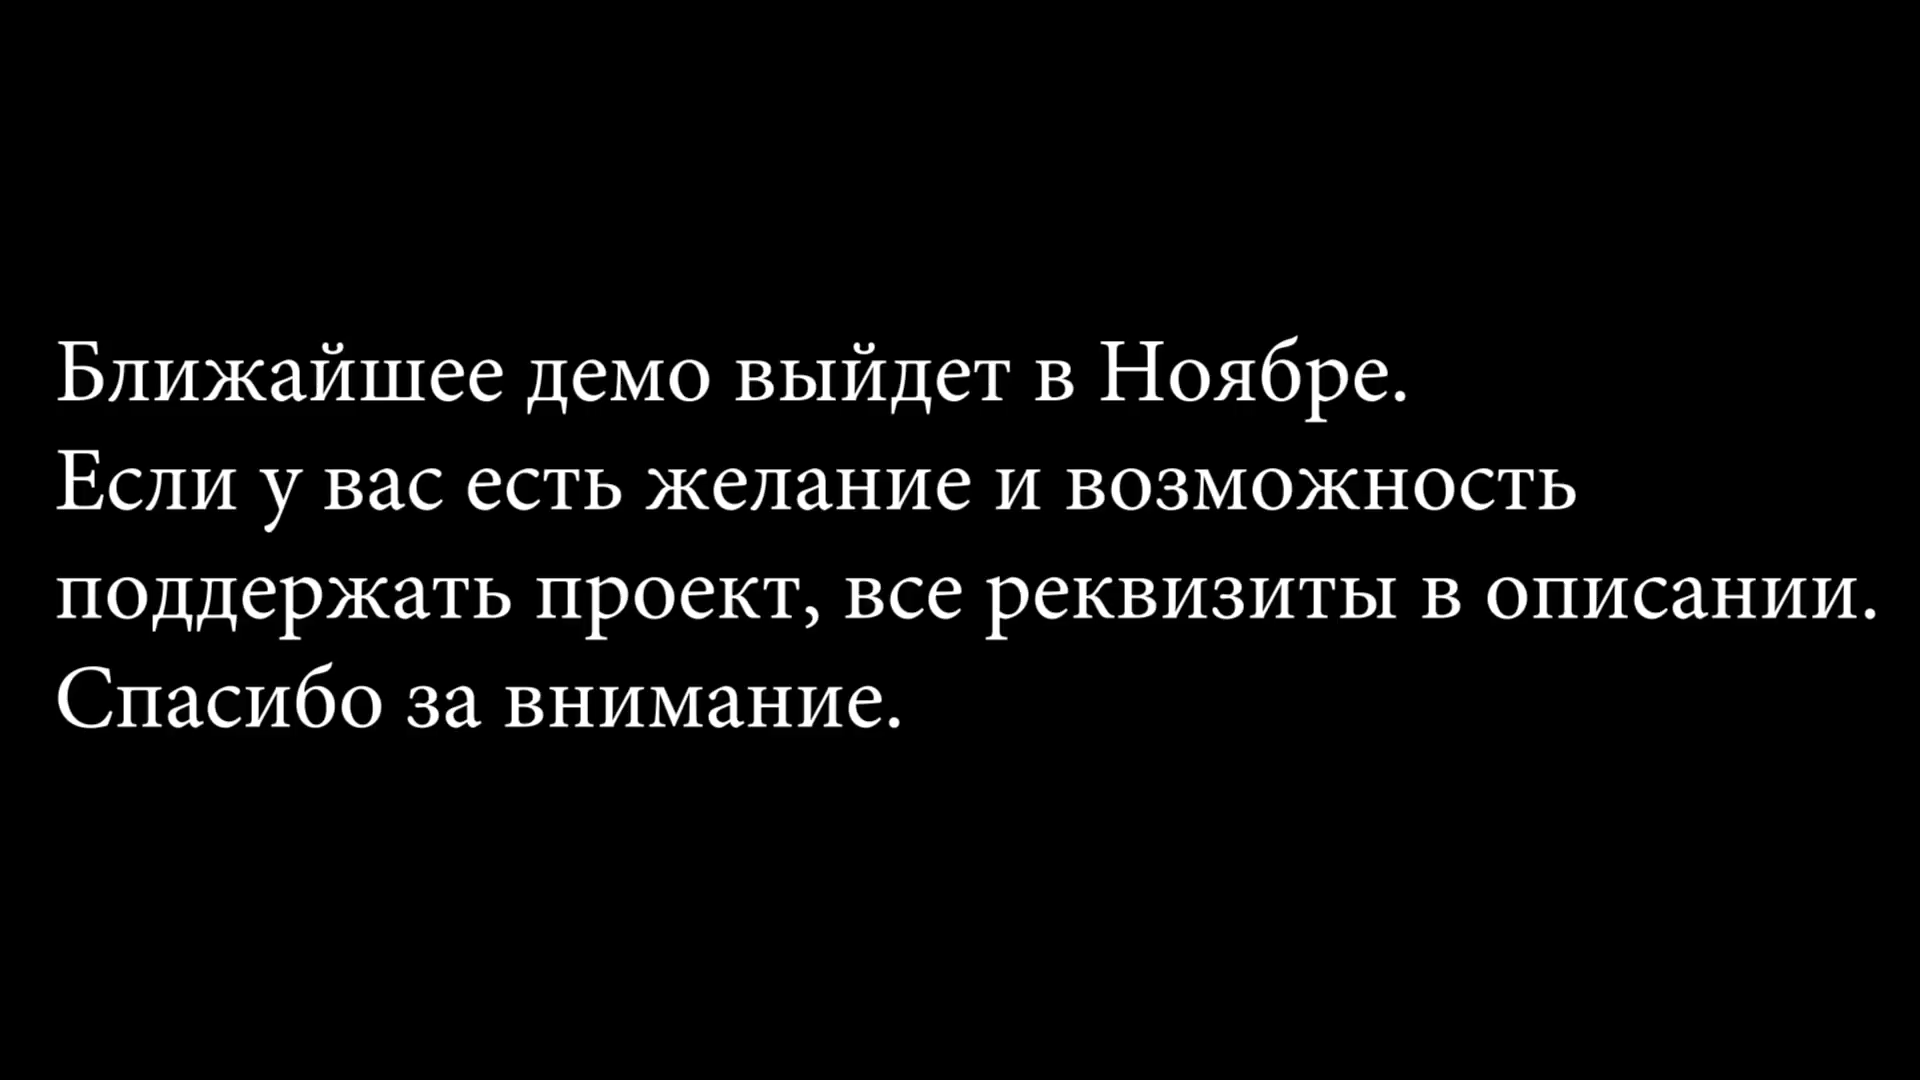 Ближайшее демо выйдет в Ноябре.
Если у вас есть желание и возможность
поддержать проект, все реквизиты в описании.
Спасибо за внимание.